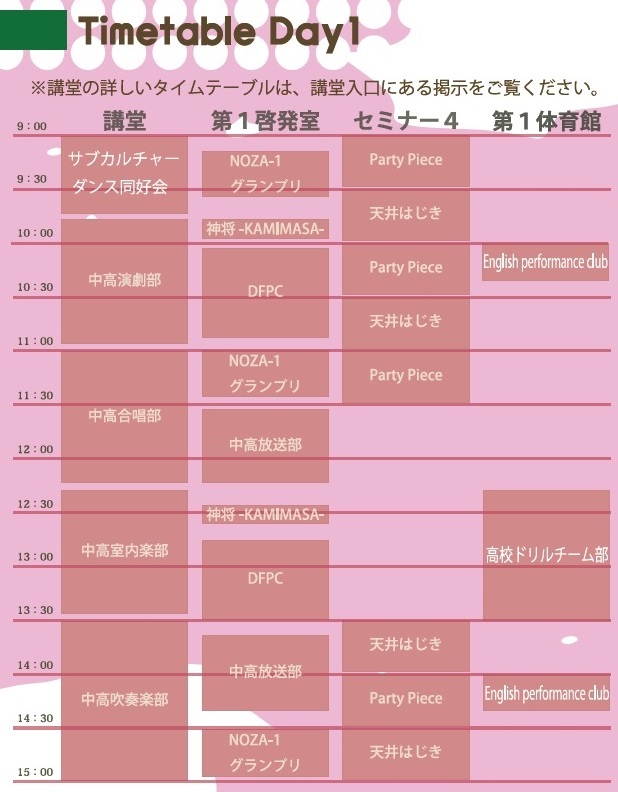 Timetable Day1
※講堂の詳しいタイムテーブルは、講堂入口にある掲示をご覧ください。
講堂 第1啓発室 セミナー4 第1体育館
9：00
サブカルチャー
ダンス同好会
NOZA-1
グランプリ
Party Piece
9：30
天井はじき
神将 -KAMIMASA-
10：00
中高演劇部
DFPC
Party Piece
English performance club
10：30
天井はじき
11：00
中高合唱部
NOZA-1
グランプリ
Party Piece
11：30
中高放送部
12：00
12：30
中高室内楽部
神将 -KAMIMASA-
高校ドリルチーム部
13：00
DFPC
13：30
中高吹奏楽部
中高放送部
天井はじき
14：00
Party Piece
English performance club
14：30
NOZA-1
グランプリ
天井はじき
15：00